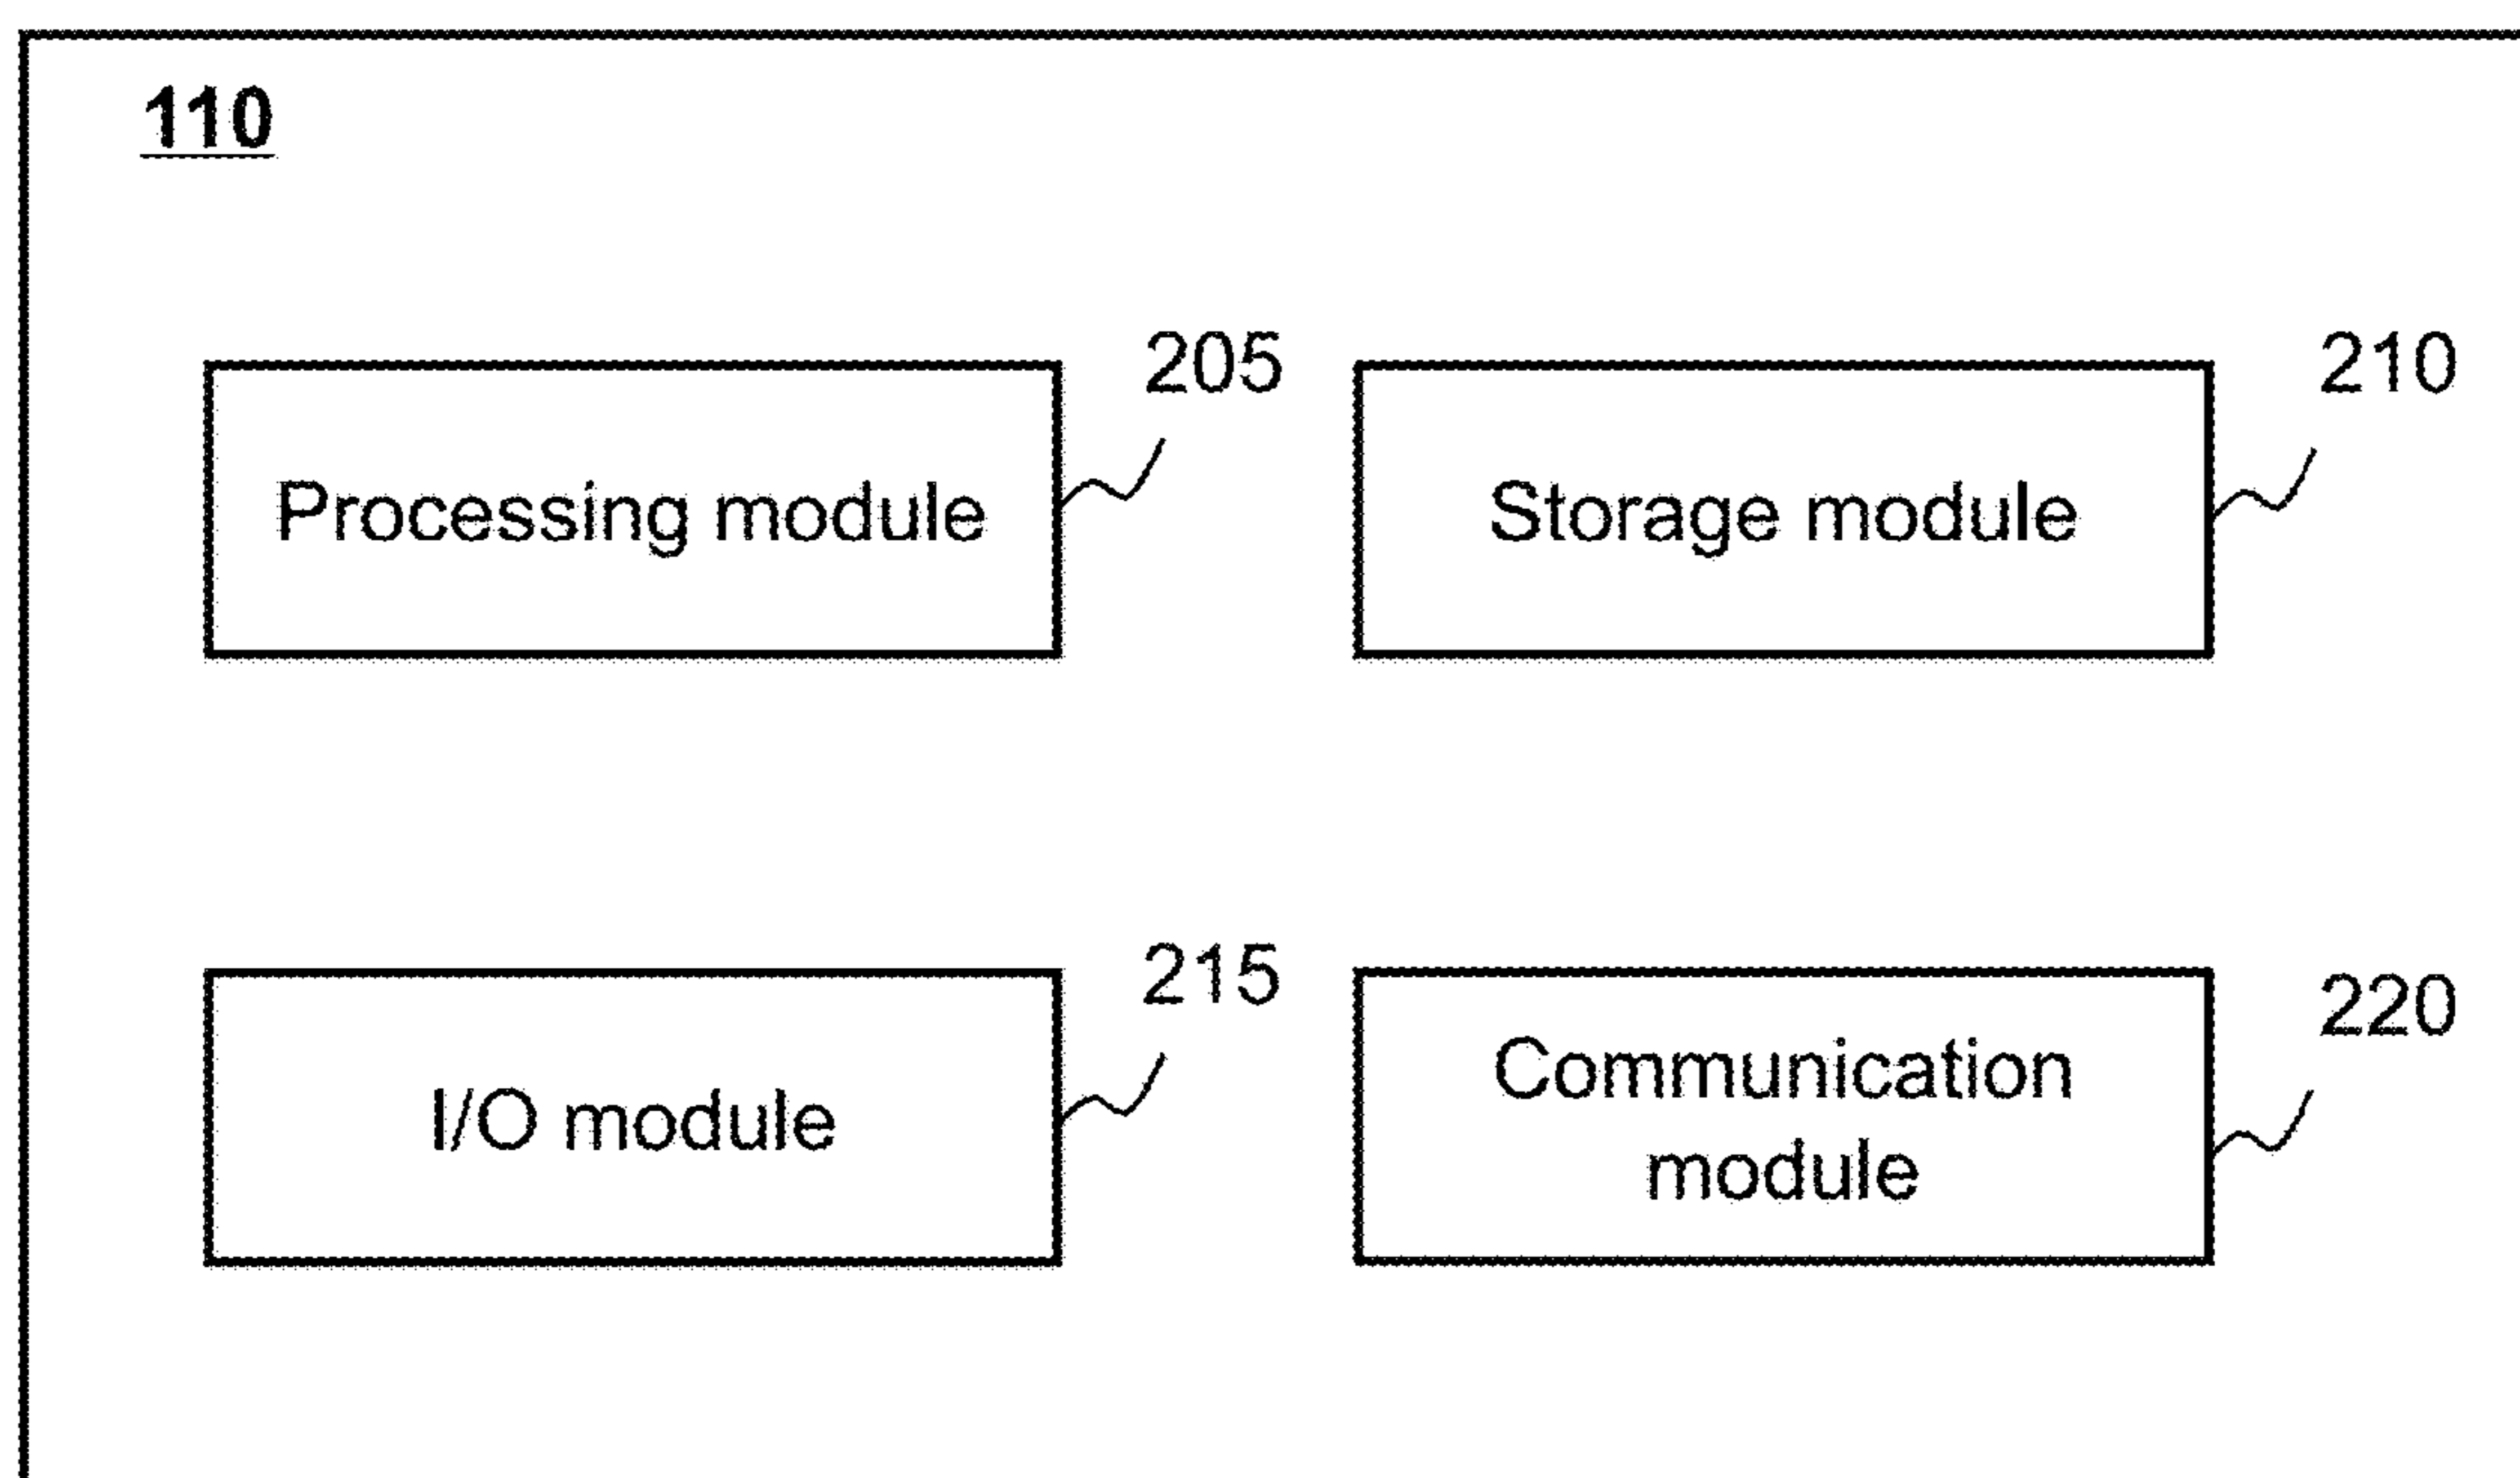 110
205
210
Processing module
Storage module
215
220
I/O module
Communication
module